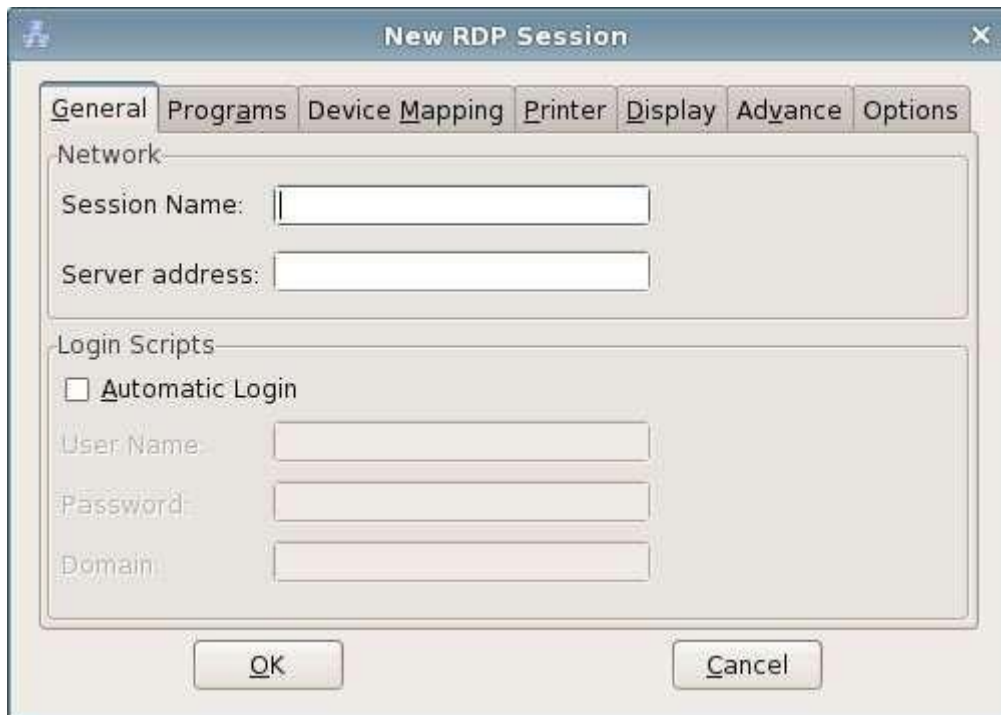 New RDP Session
General Programs Device Mapping Printer Display Advance Options
Network
Session Name:
Server address:
Login Scripts
Automatic Login
User Name:
Password:
Domain:
OK Cancel